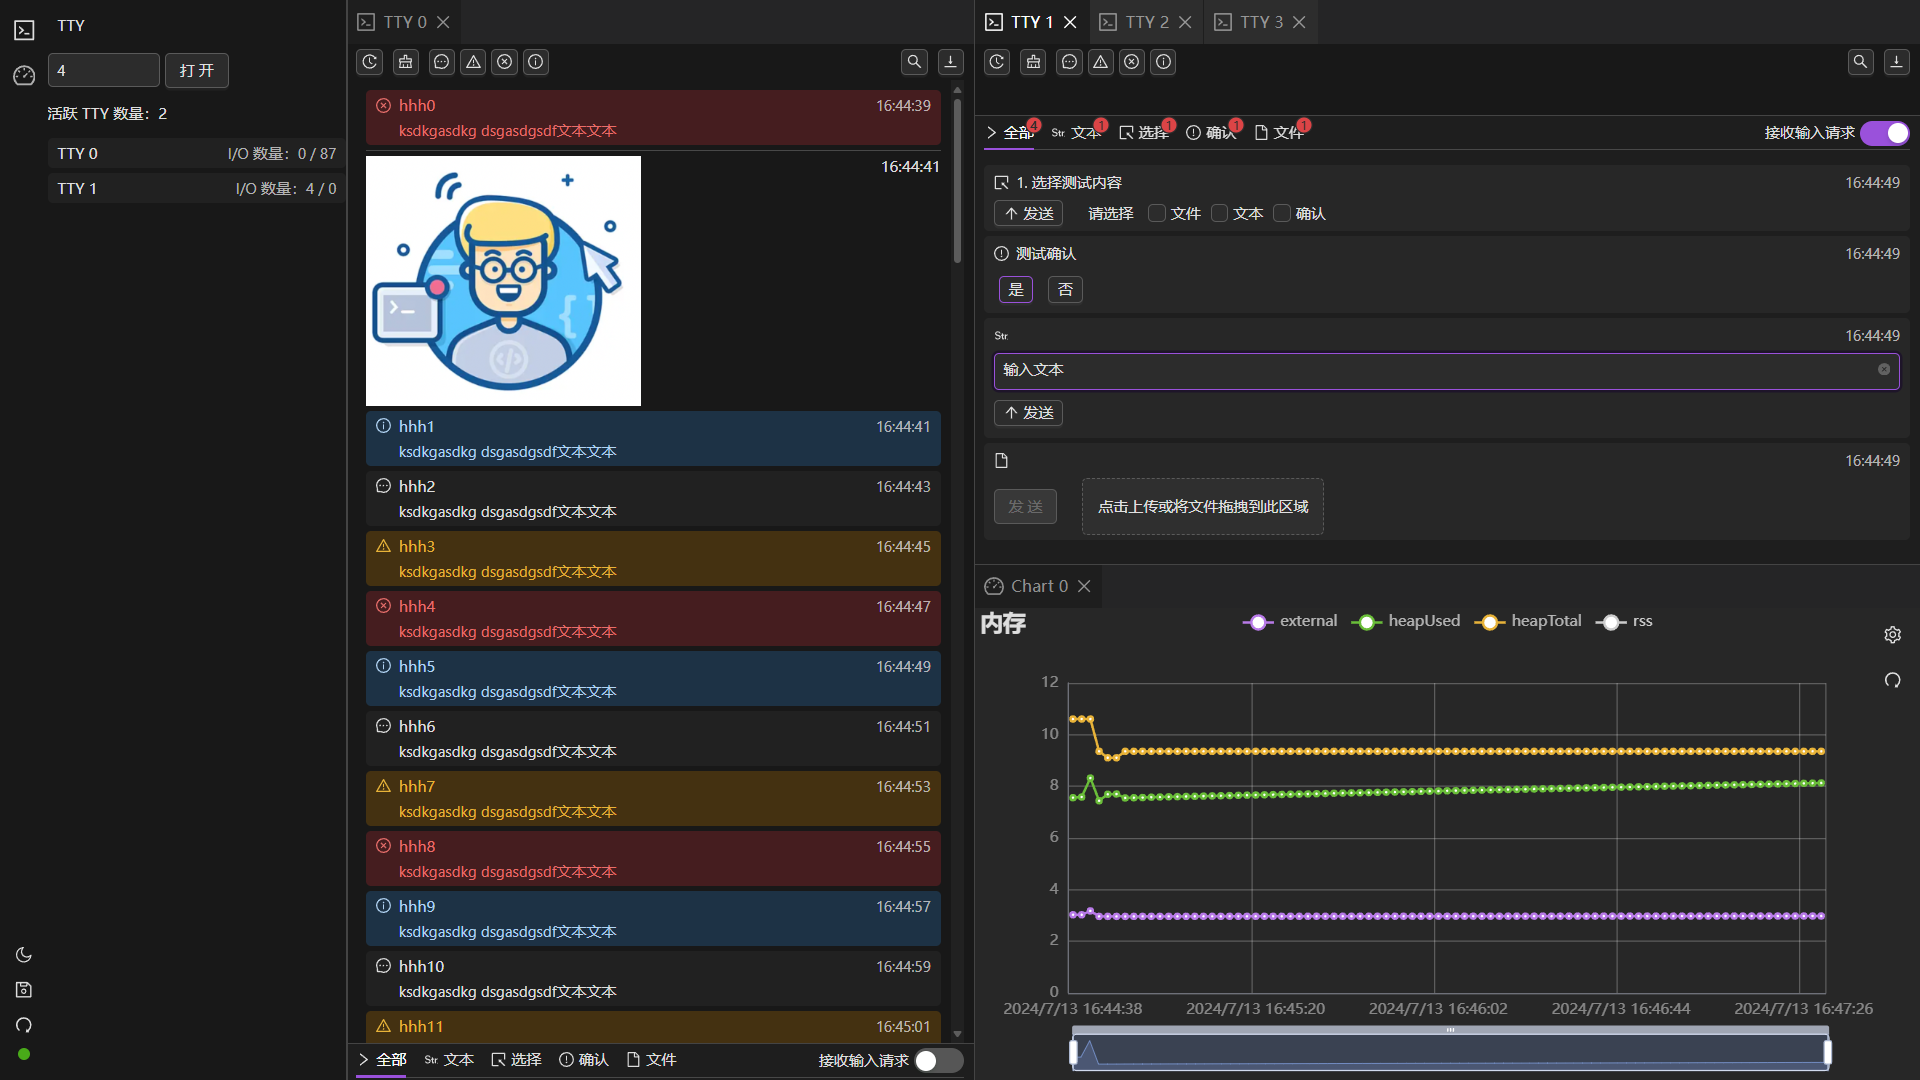 TTY
4
打 开
活跃 TTY 数量：2
TTY 0 I/O 数量：0 / 87
TTY 1 I/O 数量：4 / 0
TTY 0
hhh0 16:44:39
ksdkgasdkg dsgasdgsdf文本文本
16:44:41
hhh1 16:44:41
ksdkgasdkg dsgasdgsdf文本文本
hhh2 16:44:43
ksdkgasdkg dsgasdgsdf文本文本
hhh3 16:44:45
ksdkgasdkg dsgasdgsdf文本文本
hhh4 16:44:47
ksdkgasdkg dsgasdgsdf文本文本
hhh5 16:44:49
ksdkgasdkg dsgasdgsdf文本文本
hhh6 16:44:51
ksdkgasdkg dsgasdgsdf文本文本
hhh7 16:44:53
ksdkgasdkg dsgasdgsdf文本文本
hhh8 16:44:55
ksdkgasdkg dsgasdgsdf文本文本
hhh9 16:44:57
ksdkgasdkg dsgasdgsdf文本文本
hhh10 16:44:59
ksdkgasdkg dsgasdgsdf文本文本
hhh11 16:45:01
全部 Str 文本 选择 确认 文件 接收输入请求
TTY 1 TTY 2 TTY 3
全部 4 Str 文本 1 选择 1 确认 1 文件 1 接收输入请求
1. 选择测试内容 16:44:49
发送 请选择 文件 文本 确认
测试确认 16:44:49
是 否
Str 16:44:49
输入文本
发送
16:44:49
发 送 点击上传或将文件拖拽到此区域
Chart 0
内存 external heapUsed heapTotal rss
12
10
8
6
4
2
0
2024/7/13 16:44:38 2024/7/13 16:45:20 2024/7/13 16:46:02 2024/7/13 16:46:44 2024/7/13 16:47:26